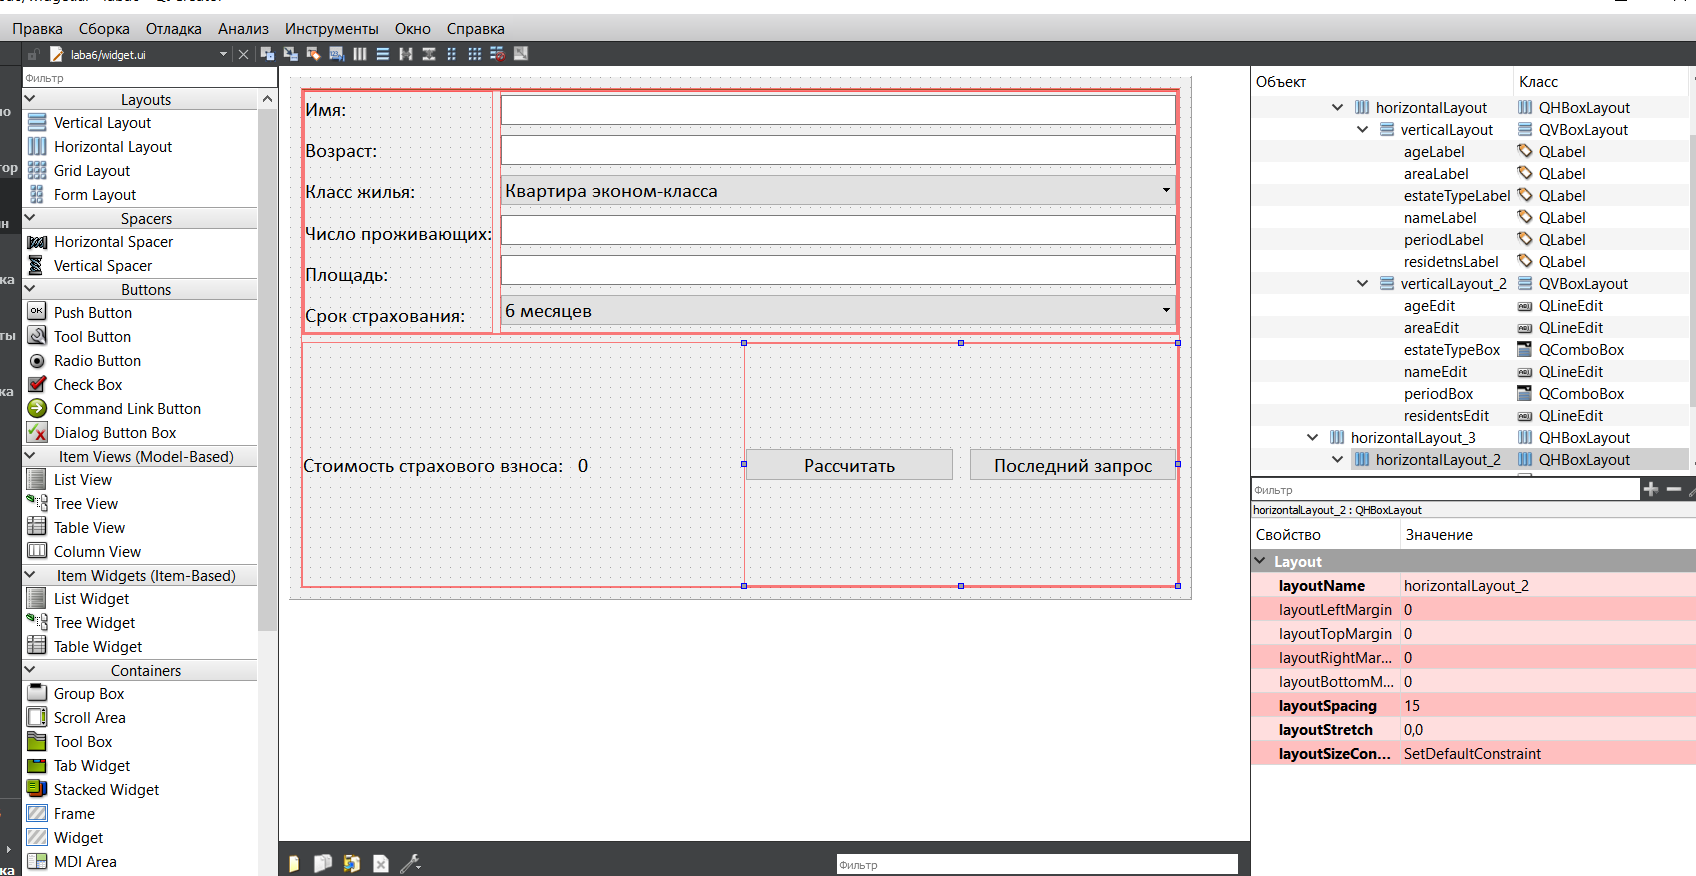 Правка Сборка Отладка Анализ Инструменты Окно Справка
laba6/widget.ui
Фильтр
Layouts
Vertical Layout
Horizontal Layout
Grid Layout
Form Layout
Spacers
Horizontal Spacer
Vertical Spacer
Buttons
Push Button
Tool Button
Radio Button
Check Box
Command Link Button
Dialog Button Box
Item Views (Model-Based)
List View
Tree View
Table View
Column View
Item Widgets (Item-Based)
List Widget
Tree Widget
Table Widget
Containers
Group Box
Scroll Area
Tool Box
Tab Widget
Stacked Widget
Frame
Widget
MDI Area
Имя:
Возраст:
Класс жилья: Квартира эконом-класса
Число проживающих:
Площадь:
Срок страхования: 6 месяцев
Стоимость страхового взноса: 0 Рассчитать Последний запрос
Фильтр
Объект Класс
horizontalLayout QHBoxLayout
verticalLayout QVBoxLayout
ageLabel QLabel
areaLabel QLabel
estateTypeLabel QLabel
nameLabel QLabel
periodLabel QLabel
residetnsLabel QLabel
verticalLayout_2 QVBoxLayout
ageEdit QLineEdit
areaEdit QLineEdit
estateTypeBox QComboBox
nameEdit QLineEdit
periodBox QComboBox
residentsEdit QLineEdit
horizontalLayout_3 QHBoxLayout
horizontalLayout_2 QHBoxLayout
Фильтр
horizontalLayout_2 : QHBoxLayout
Свойство Значение
Layout
layoutName horizontalLayout_2
layoutLeftMargin 0
layoutTopMargin 0
layoutRightMar... 0
layoutBottomM... 0
layoutSpacing 15
layoutStretch 0,0
layoutSizeCon... SetDefaultConstraint